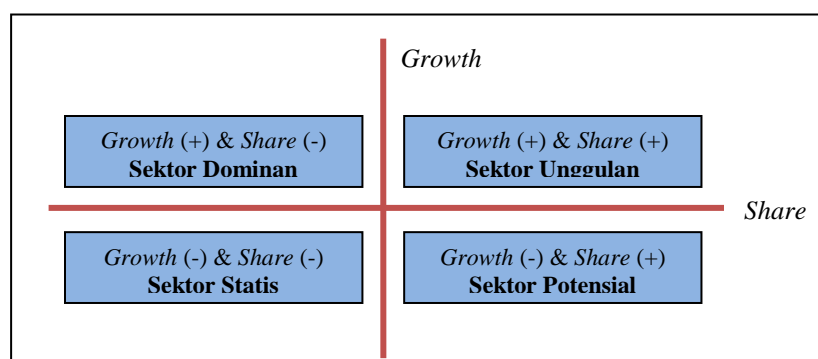 Growth
Growth (+) & Share (-)
Sektor Dominan
Growth (+) & Share (+)
Sektor Unggulan
Share
Growth (-) & Share (-)
Sektor Statis
Growth (-) & Share (+)
Sektor Potensial